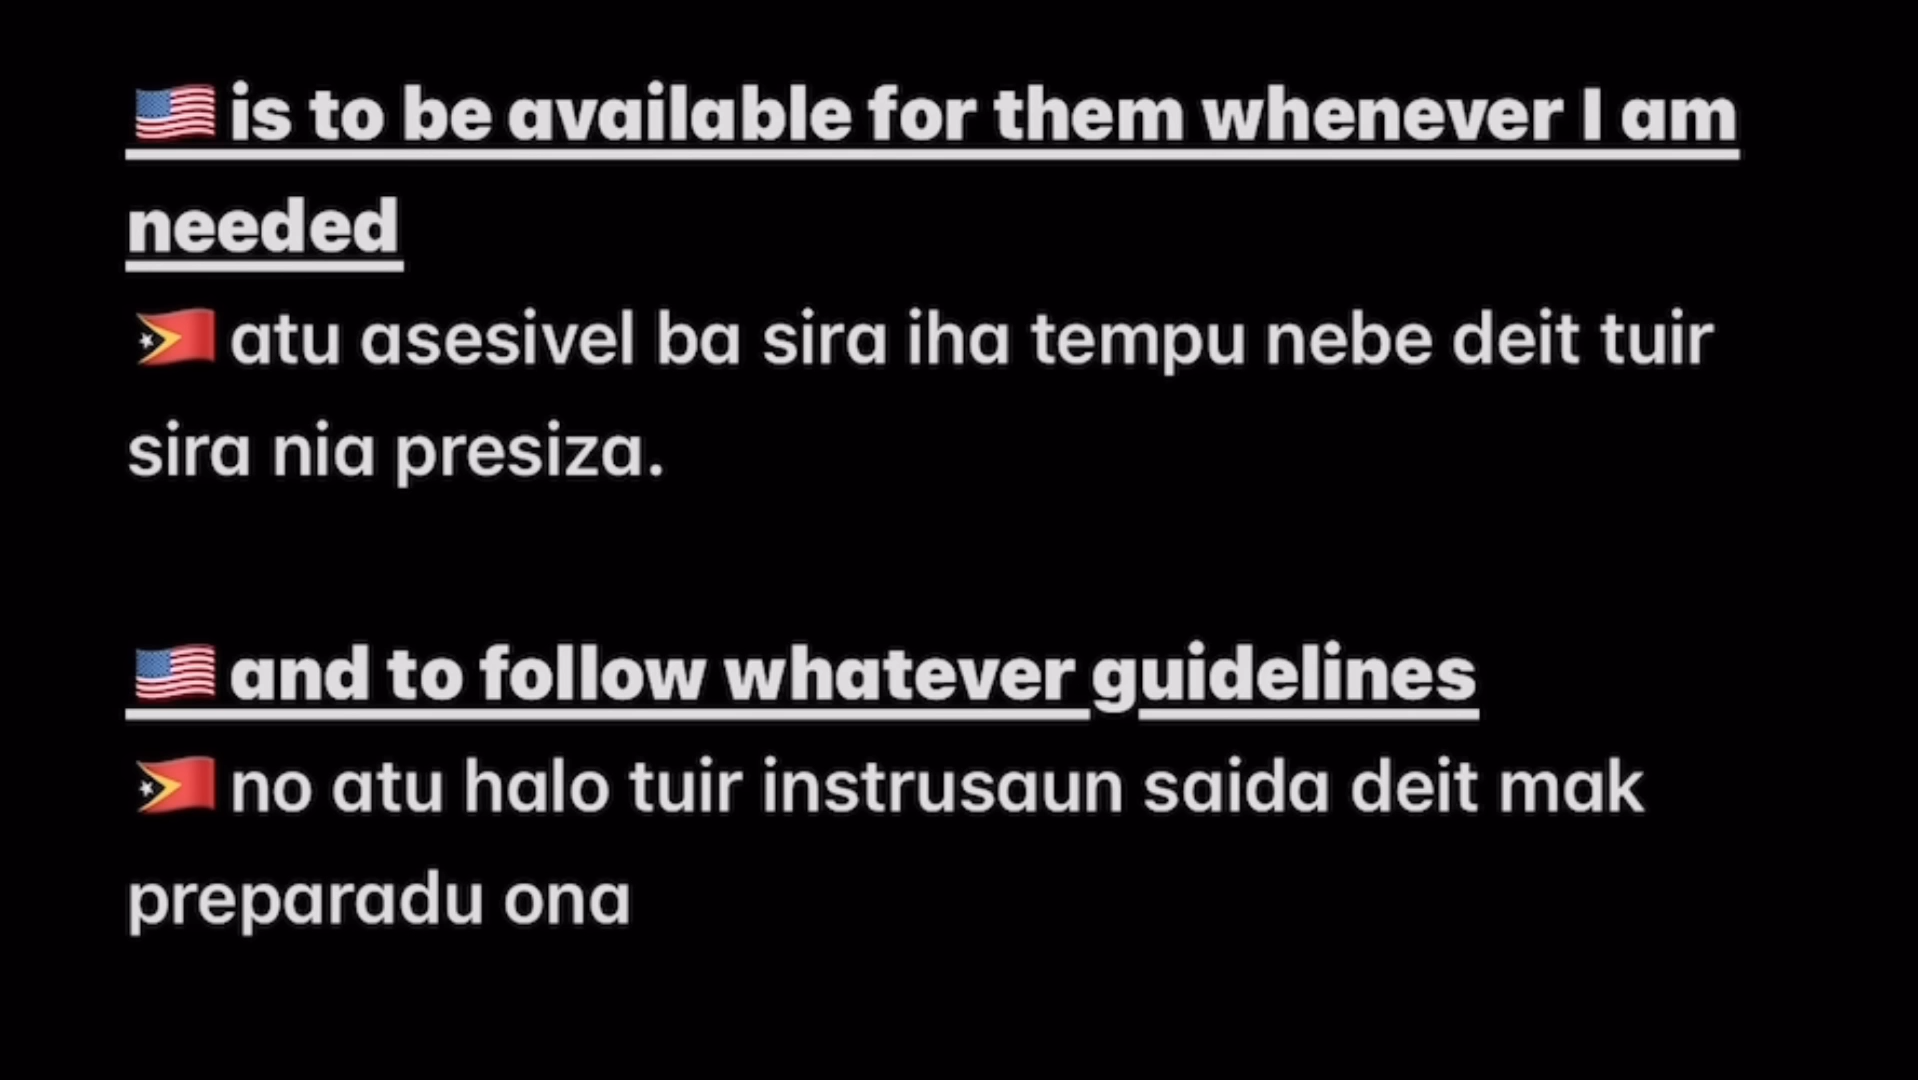 🇺🇸 is to be available for them whenever I am
needed
🇹🇱 atu asesivel ba sira iha tempu nebe deit tuir
sira nia presiza.
🇺🇸 and to follow whatever guidelines
🇹🇱 no atu halo tuir instrusaun saida deit mak
preparadu ona